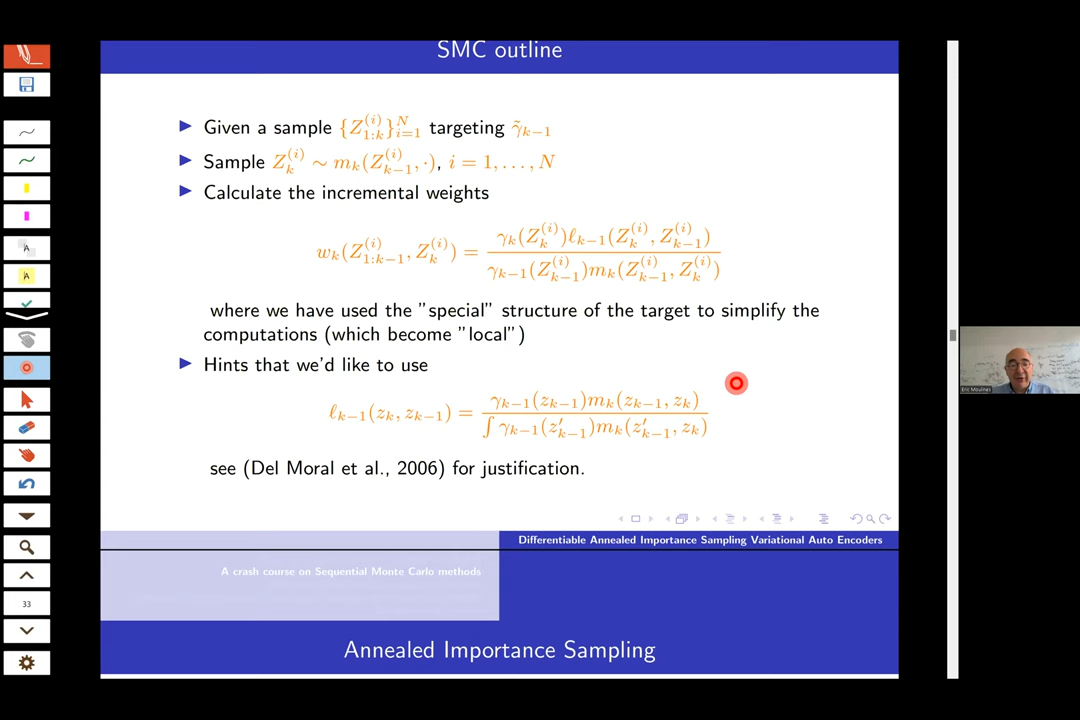 SMC outline
Given a sample {Z_{1:k}^{(i)}}_{i=1}^N targeting γ̃_{k−1}
Sample Z_k^{(i)} ∼ m_k(Z_{k−1}^{(i)}, ·), i = 1, . . . , N
Calculate the incremental weights
w_k(Z_{1:k−1}^{(i)}, Z_k^{(i)}) = γ_k(Z_k^{(i)})ℓ_{k−1}(Z_k^{(i)}, Z_{k−1}^{(i)}) / γ_{k−1}(Z_{k−1}^{(i)})m_k(Z_{k−1}^{(i)}, Z_k^{(i)})
where we have used the ”special” structure of the target to simplify the
computations (which become ”local”)
Hints that we’d like to use
ℓ_{k−1}(z_k, z_{k−1}) = γ_{k−1}(z_{k−1})m_k(z_{k−1}, z_k) / ∫ γ_{k−1}(z′_{k−1})m_k(z′_{k−1}, z_k)
see (Del Moral et al., 2006) for justification.
Differentiable Annealed Importance Sampling Variational Auto Encoders
A crash course on Sequential Monte Carlo methods
Annealed Importance Sampling
33
A
A
Eric Moulines